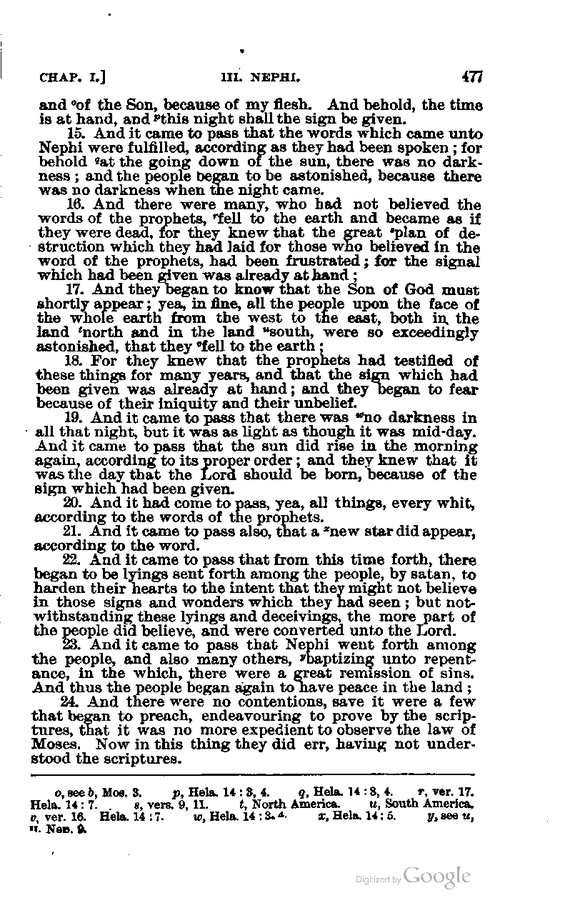 CHAP. I.] III. NEPHI. 477
and ᵒof the Son, because of my flesh. And behold, the time
is at hand, and ᵖthis night shall the sign be given.
15. And it came to pass that the words which came unto
Nephi were fulfilled, according as they had been spoken; for
behold ᑫat the going down of the sun, there was no dark-
ness; and the people began to be astonished, because there
was no darkness when the night came.
16. And there were many, who had not believed the
words of the prophets, ʳfell to the earth and became as if
they were dead, for they knew that the great ˢplan of de-
struction which they had laid for those who believed in the
word of the prophets, had been frustrated; for the signal
which had been given was already at hand;
17. And they began to know that the Son of God must
shortly appear; yea, in fine, all the people upon the face of
the whole earth from the west to the east, both in the
land ᵗnorth and in the land ᵘsouth, were so exceedingly
astonished, that they ᵛfell to the earth;
18. For they knew that the prophets had testified of
these things for many years, and that the sign which had
been given was already at hand; and they began to fear
because of their iniquity and their unbelief.
19. And it came to pass that there was ʷno darkness in
all that night, but it was as light as though it was mid-day.
And it came to pass that the sun did rise in the morning
again, according to its proper order; and they knew that it
was the day that the Lord should be born, because of the
sign which had been given.
20. And it had come to pass, yea, all things, every whit,
according to the words of the prophets.
21. And it came to pass also, that a ˣnew star did appear,
according to the word.
22. And it came to pass that from this time forth, there
began to be lyings sent forth among the people, by satan, to
harden their hearts to the intent that they might not believe
in those signs and wonders which they had seen; but not-
withstanding these lyings and deceivings, the more part of
the people did believe, and were converted unto the Lord.
23. And it came to pass that Nephi went forth among
the people, and also many others, ʸbaptizing unto repent-
ance, in the which, there were a great remission of sins.
And thus the people began again to have peace in the land;
24. And there were no contentions, save it were a few
that began to preach, endeavouring to prove by the scrip-
tures, that it was no more expedient to observe the law of
Moses. Now in this thing they did err, having not under-
stood the scriptures.
o, see b, Mos. 3. p, Hela. 14:3, 4. q, Hela. 14:3, 4. r, ver. 17.
Hela. 14:7. s, vers. 9, 11. t, North America. u, South America,
v, ver. 16. Hela. 14:7. w, Hela. 14:3. 4. x, Hela. 14:5. y, see u,
II. Nep. 9.
Digitized by Google